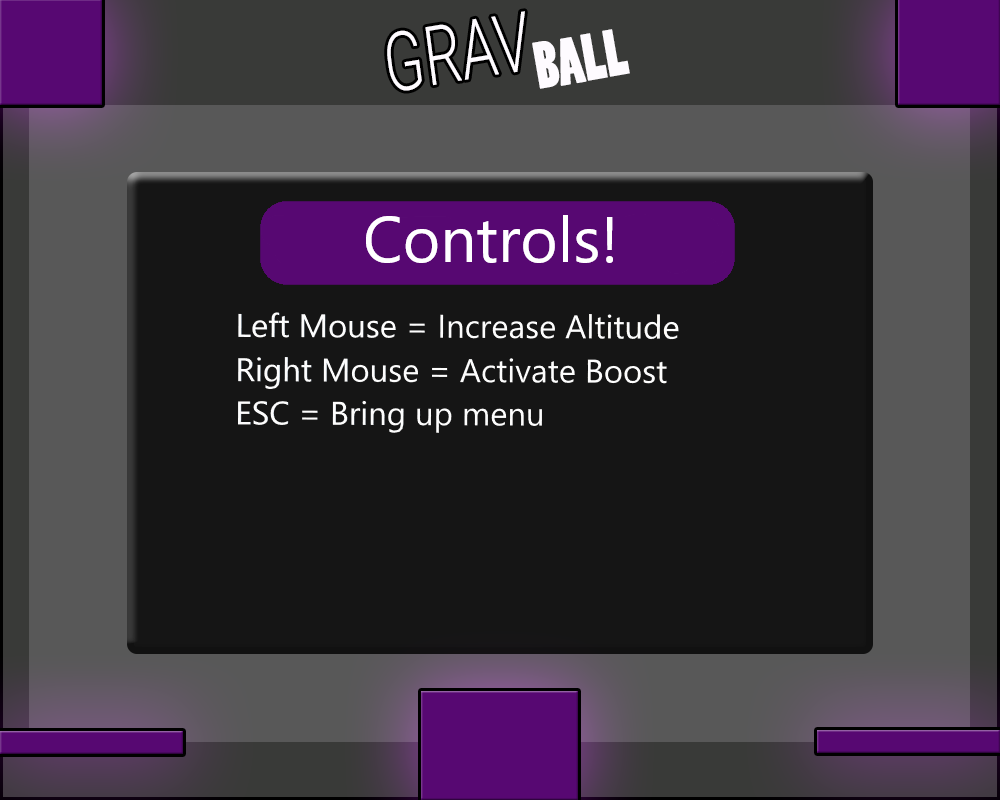 GRAV BALL
Controls!
Left Mouse = Increase Altitude
Right Mouse = Activate Boost
ESC = Bring up menu